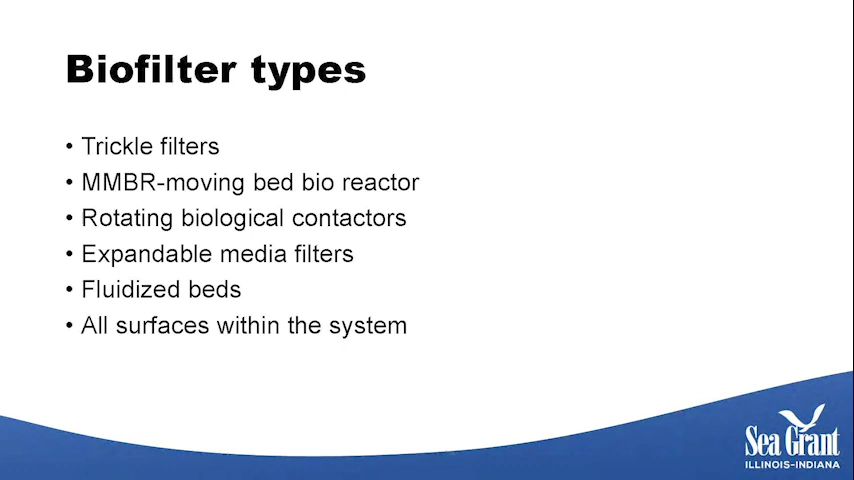 Biofilter types
• Trickle filters
• MMBR-moving bed bio reactor
• Rotating biological contactors
• Expandable media filters
• Fluidized beds
• All surfaces within the system
Sea Grant
ILLINOIS-INDIANA